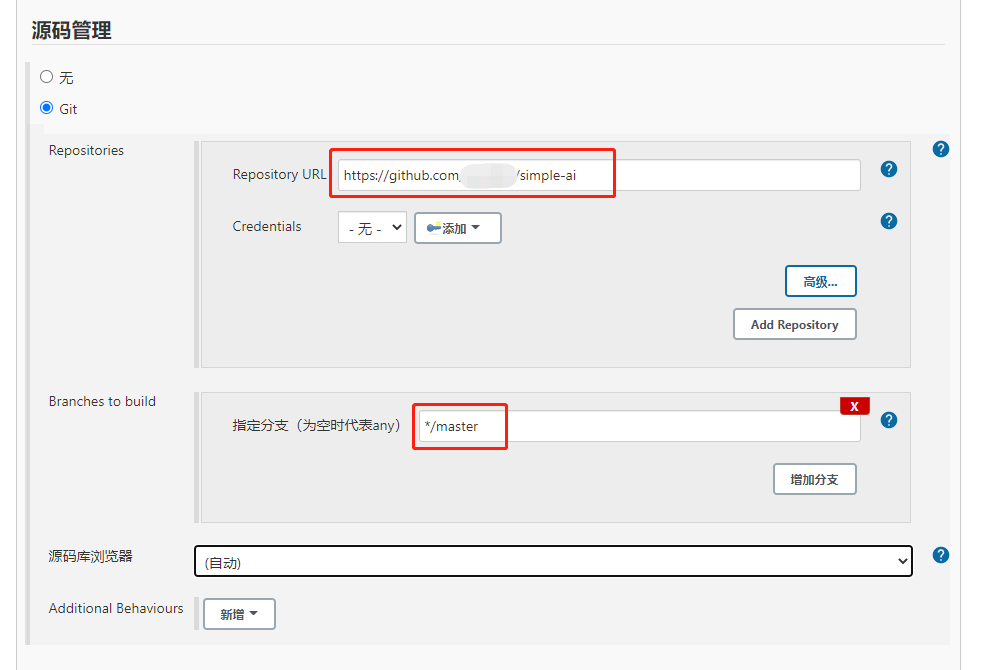 源码管理
无
Git
Repositories
Repository URL https://github.com/ /simple-ai ?
?
Credentials - 无 - 添加 ?
高级...
Add Repository
Branches to build
X
指定分支（为空时代表any） */master ?
增加分支
源码库浏览器 (自动) ?
Additional Behaviours 新增